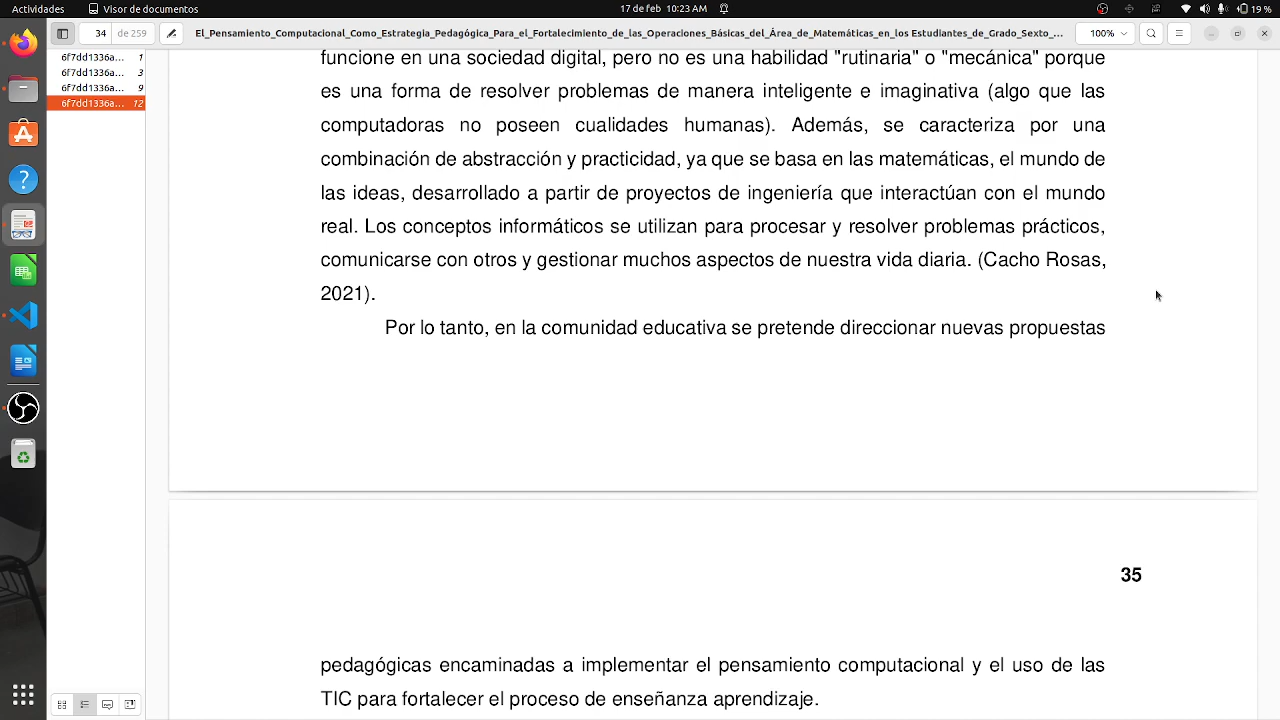 Actividades Visor de documentos 17 de feb 10:23 AM 19 %
34 de 259 El_Pensamiento_Computacional_Como_Estrategia_Pedagógica_Para_el_Fortalecimiento_de_las_Operaciones_Básicas_del_Área_de_Matemáticas_en_los_Estudiantes_de_Grado_Sexto_... 100%
6f7dd1336a... 1
6f7dd1336a... 3
6f7dd1336a... 9
6f7dd1336a... 12
funcione en una sociedad digital, pero no es una habilidad "rutinaria" o "mecánica" porque
es una forma de resolver problemas de manera inteligente e imaginativa (algo que las
computadoras no poseen cualidades humanas). Además, se caracteriza por una
combinación de abstracción y practicidad, ya que se basa en las matemáticas, el mundo de
las ideas, desarrollado a partir de proyectos de ingeniería que interactúan con el mundo
real. Los conceptos informáticos se utilizan para procesar y resolver problemas prácticos,
comunicarse con otros y gestionar muchos aspectos de nuestra vida diaria. (Cacho Rosas,
2021).
Por lo tanto, en la comunidad educativa se pretende direccionar nuevas propuestas
35
pedagógicas encaminadas a implementar el pensamiento computacional y el uso de las
TIC para fortalecer el proceso de enseñanza aprendizaje.